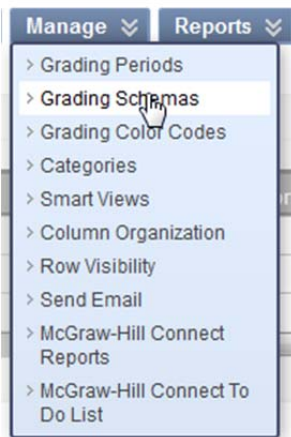 Manage Reports
> Grading Periods
> Grading Schemas
> Grading Color Codes
> Categories
> Smart Views
> Column Organization
> Row Visibility
> Send Email
> McGraw-Hill Connect
Reports
> McGraw-Hill Connect To
Do List